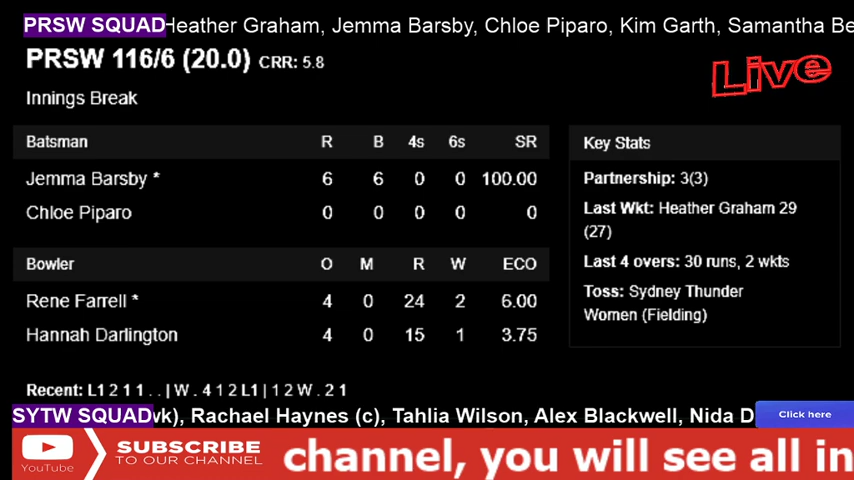 PRSW SQUAD Heather Graham, Jemma Barsby, Chloe Piparo, Kim Garth, Samantha Be
PRSW 116/6 (20.0) CRR: 5.8
Live
Innings Break
Batsman R B 4s 6s SR
Jemma Barsby * 6 6 0 0 100.00
Chloe Piparo 0 0 0 0 0
Bowler O M R W ECO
Rene Farrell * 4 0 24 2 6.00
Hannah Darlington 4 0 15 1 3.75
Key Stats
Partnership: 3(3)
Last Wkt: Heather Graham 29
(27)
Last 4 overs: 30 runs, 2 wkts
Toss: Sydney Thunder
Women (Fielding)
Recent: L1 2 1 1 . . | W . 4 1 2 L1 | 1 2 W . 2 1
SYTW SQUAD wk), Rachael Haynes (c), Tahlia Wilson, Alex Blackwell, Nida D
Click here
YouTube
SUBSCRIBE
TO OUR CHANNEL
channel, you will see all in